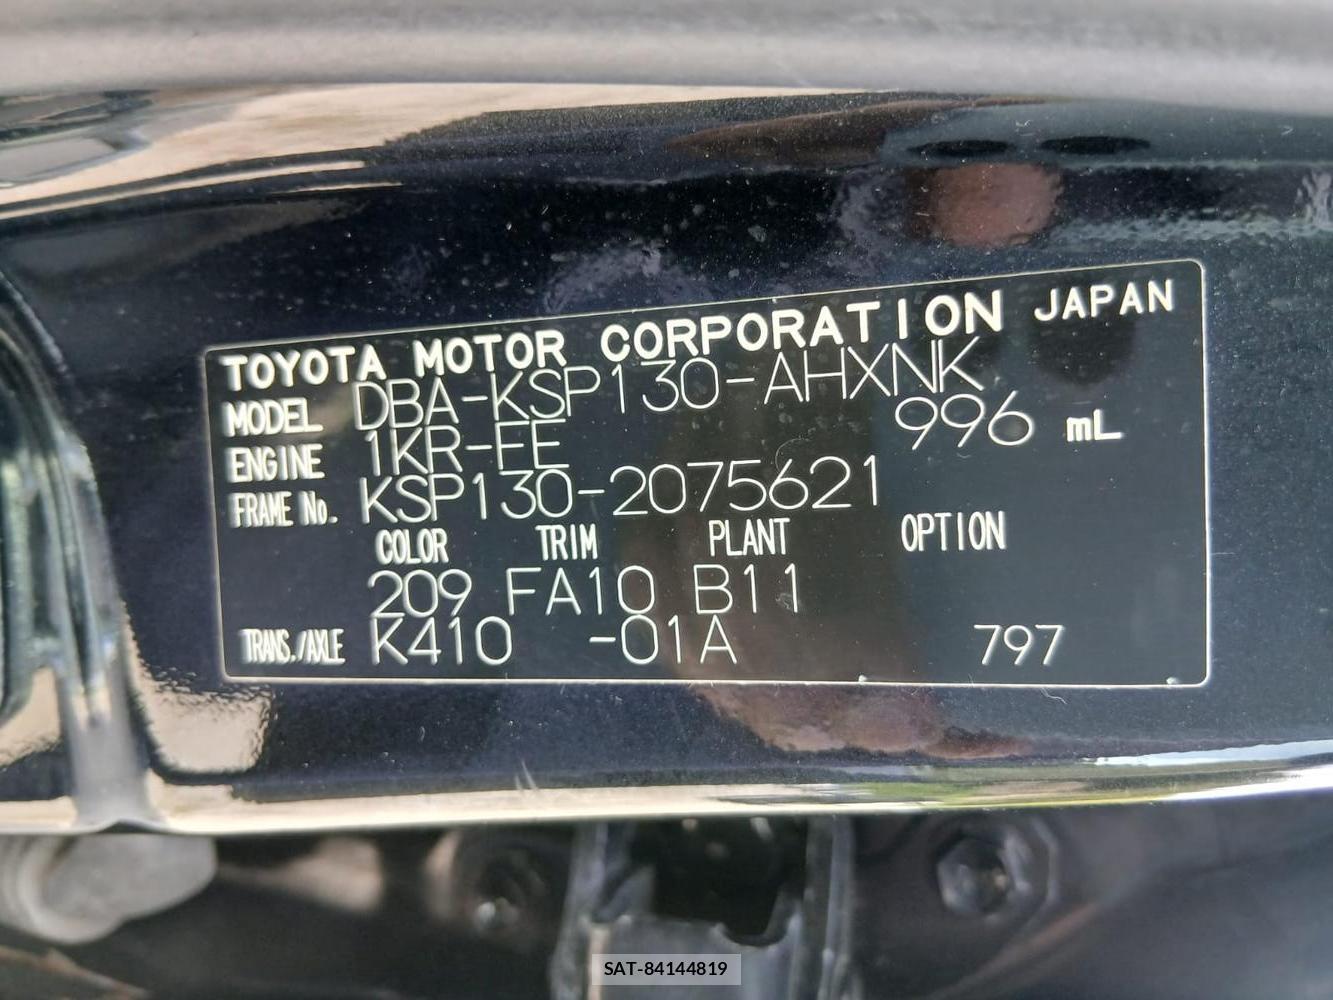 TOYOTA MOTOR CORPORATION JAPAN
MODEL DBA-KSP130-AHXNK
ENGINE 1KR-FE 996 mL
FRAME No. KSP130-2075621
COLOR TRIM PLANT OPTION
209 FA10 B11
TRANS./AXLE K410 -01A 797
SAT-84144819